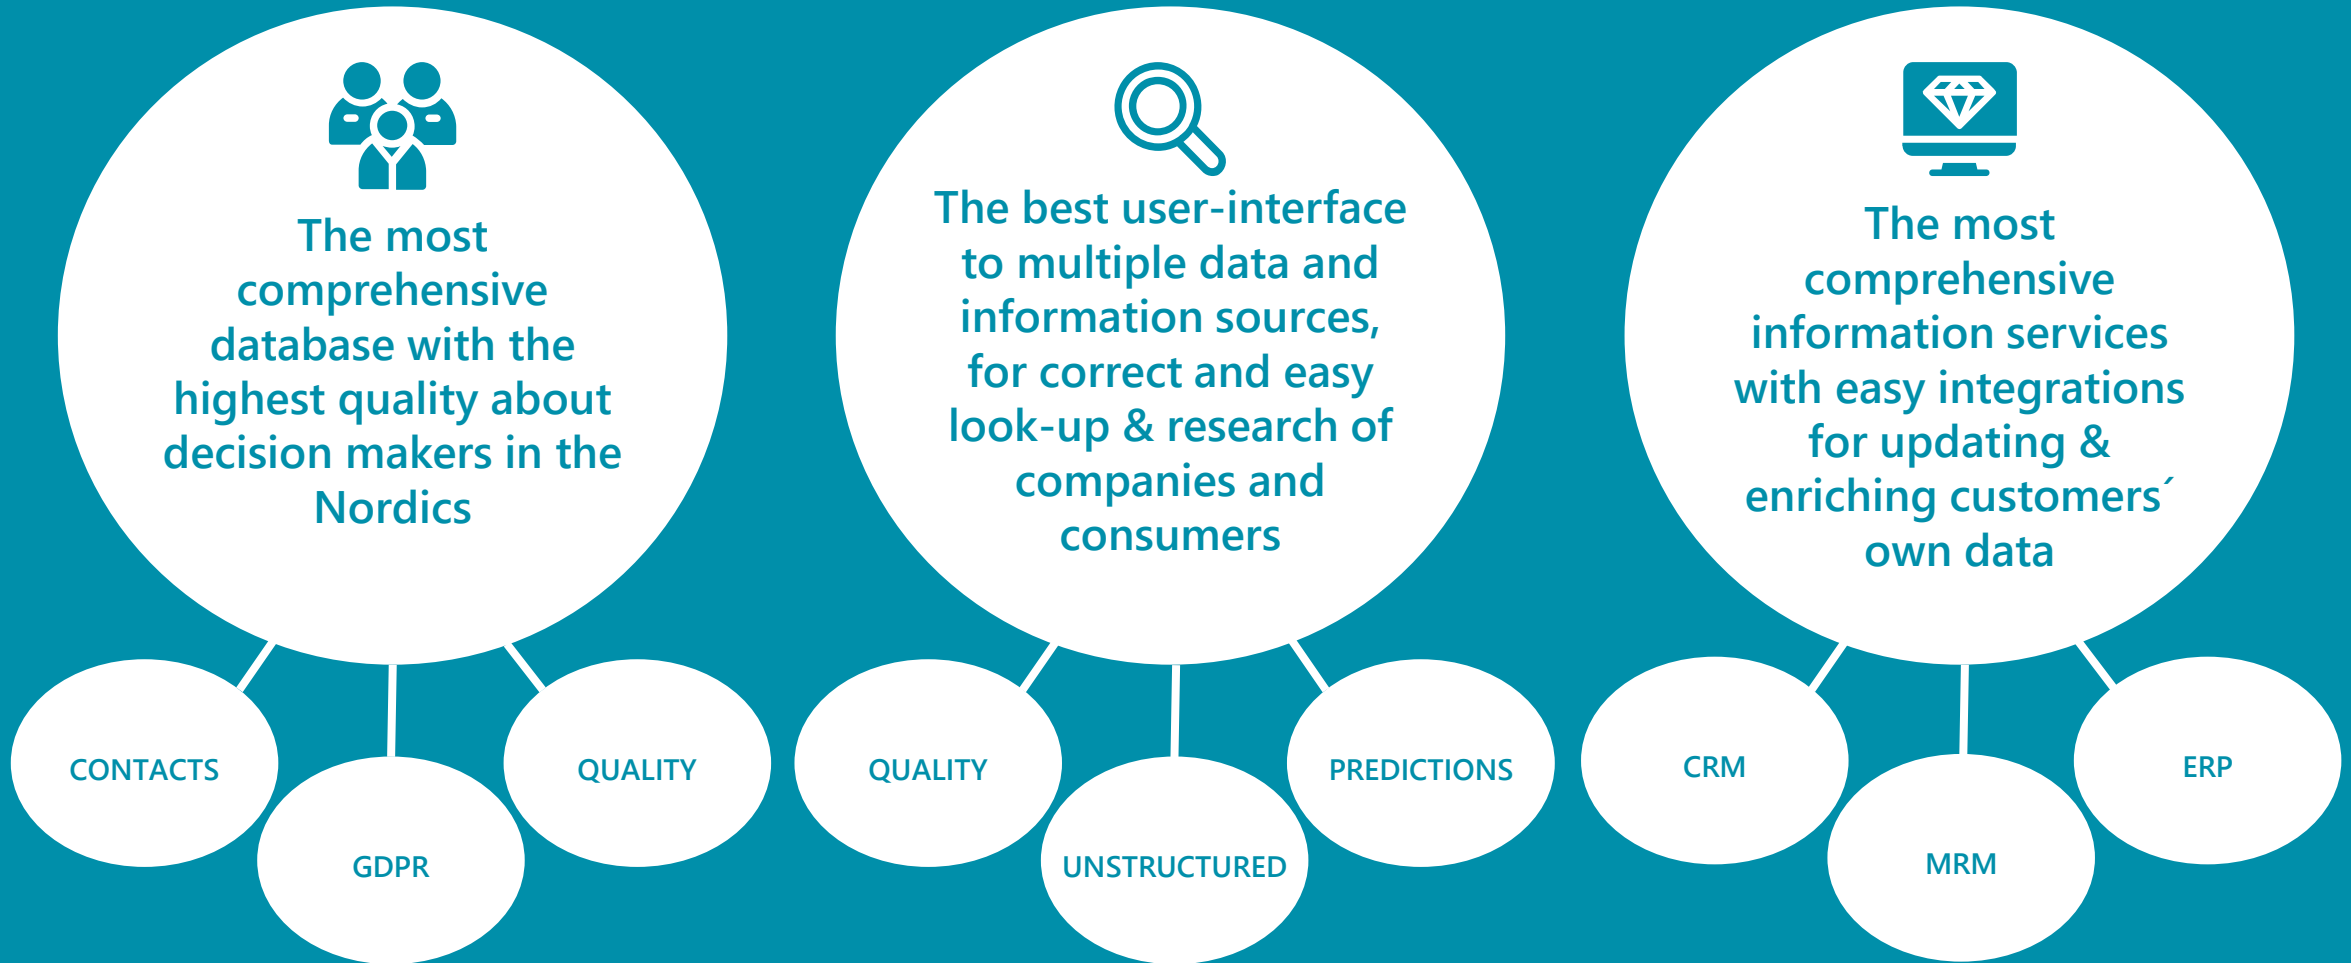 The most
comprehensive
database with the
highest quality about
decision makers in the
Nordics
CONTACTS
GDPR
QUALITY
The best user-interface
to multiple data and
information sources,
for correct and easy
look-up & research of
companies and
consumers
QUALITY
UNSTRUCTURED
PREDICTIONS
The most
comprehensive
information services
with easy integrations
for updating &
enriching customers´
own data
CRM
MRM
ERP